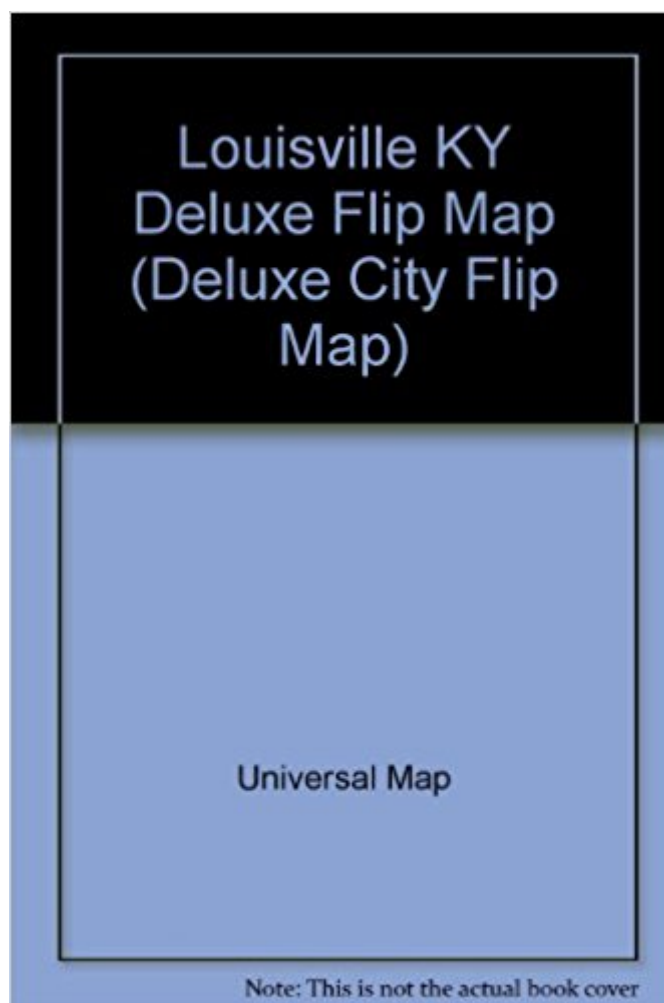 Louisville KY
Deluxe Flip Map
(Deluxe City Flip
Map)
Universal Map
Note: This is not the actual book cover